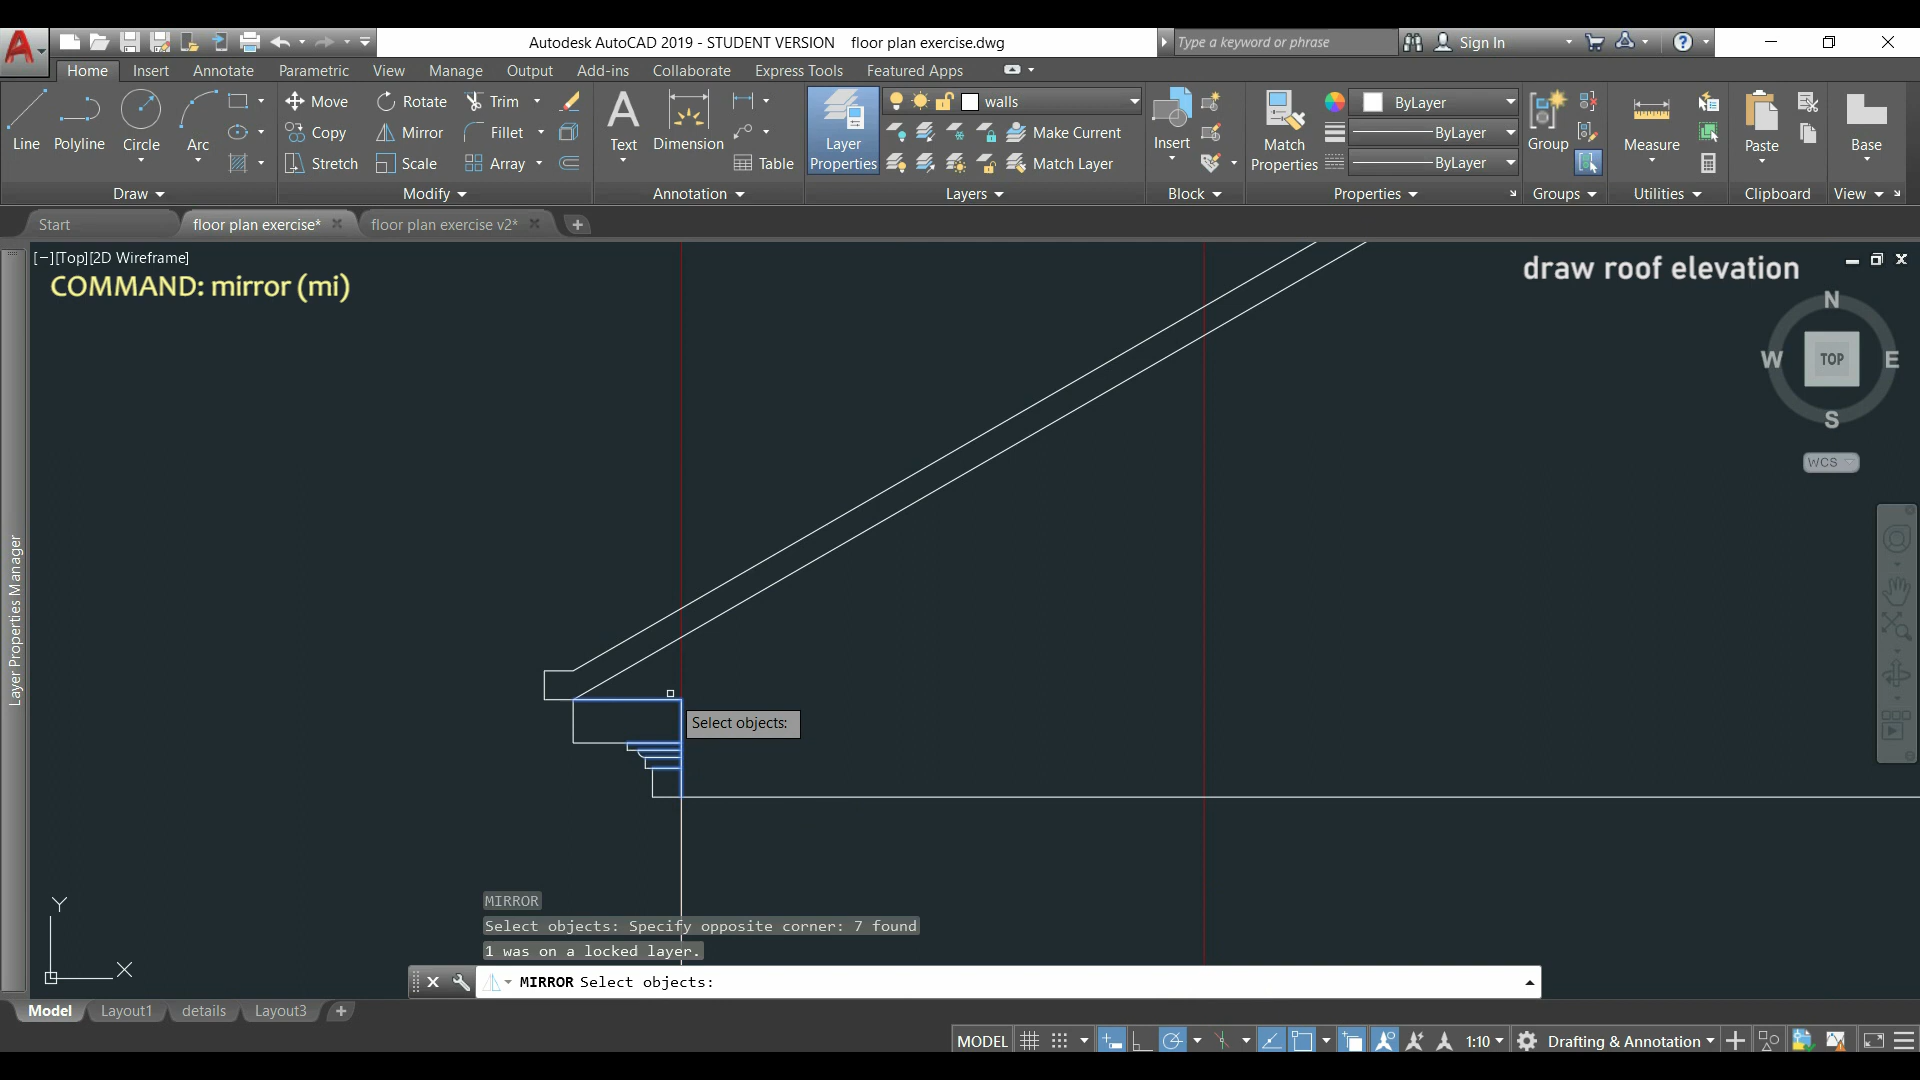 Autodesk AutoCAD 2019 - STUDENT VERSION floor plan exercise.dwg
Type a keyword or phrase
Sign In
Home Insert Annotate Parametric View Manage Output Add-ins Collaborate Express Tools Featured Apps
Line Polyline Circle Arc
Move Rotate Trim
Copy Mirror Fillet
Stretch Scale Array
Text Dimension
Table
Layer Properties
walls
Make Current
Match Layer
Insert
Match Properties
ByLayer
ByLayer
ByLayer
Group
Measure
Paste
Base
Draw Modify Annotation Layers Block Properties Groups Utilities Clipboard View
Start floor plan exercise* floor plan exercise v2*
[−][Top][2D Wireframe]
COMMAND: mirror (mi)
draw roof elevation
N
W TOP E
S
WCS
Layer Properties Manager
Select objects:
Y
X
MIRROR
Select objects: Specify opposite corner: 7 found
1 was on a locked layer.
MIRROR Select objects:
Model Layout1 details Layout3
MODEL 1:10 Drafting & Annotation